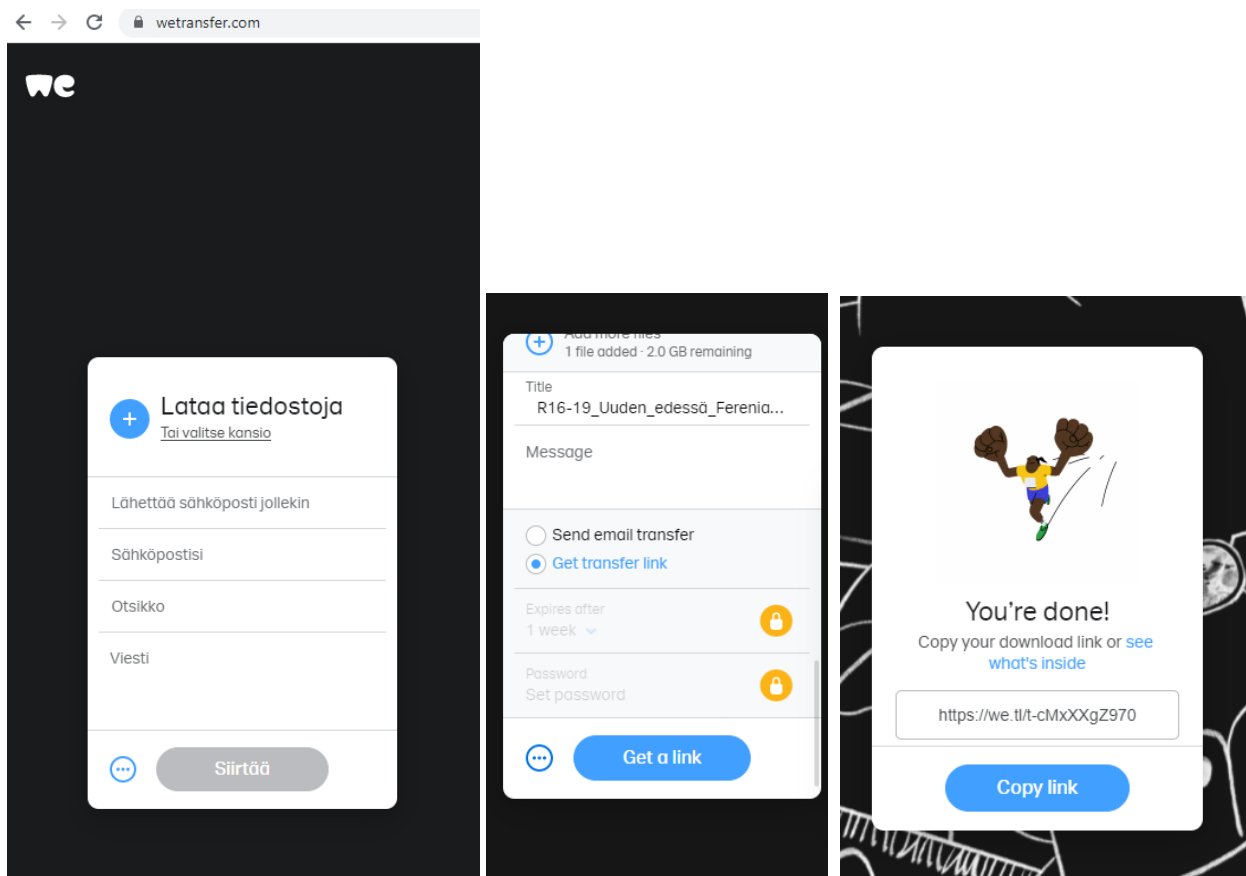 wetransfer.com
we
Lataa tiedostoja
Tai valitse kansio
Lähettää sähköposti jollekin
Sähköpostisi
Otsikko
Viesti
Siirtää
Add more files
1 file added · 2.0 GB remaining
Title
R16-19_Uuden_edessä_Ferenia...
Message
Send email transfer
Get transfer link
Expires after
1 week
Password
Set password
Get a link
You're done!
Copy your download link or see
what's inside
https://we.tl/t-cMxXXgZ970
Copy link